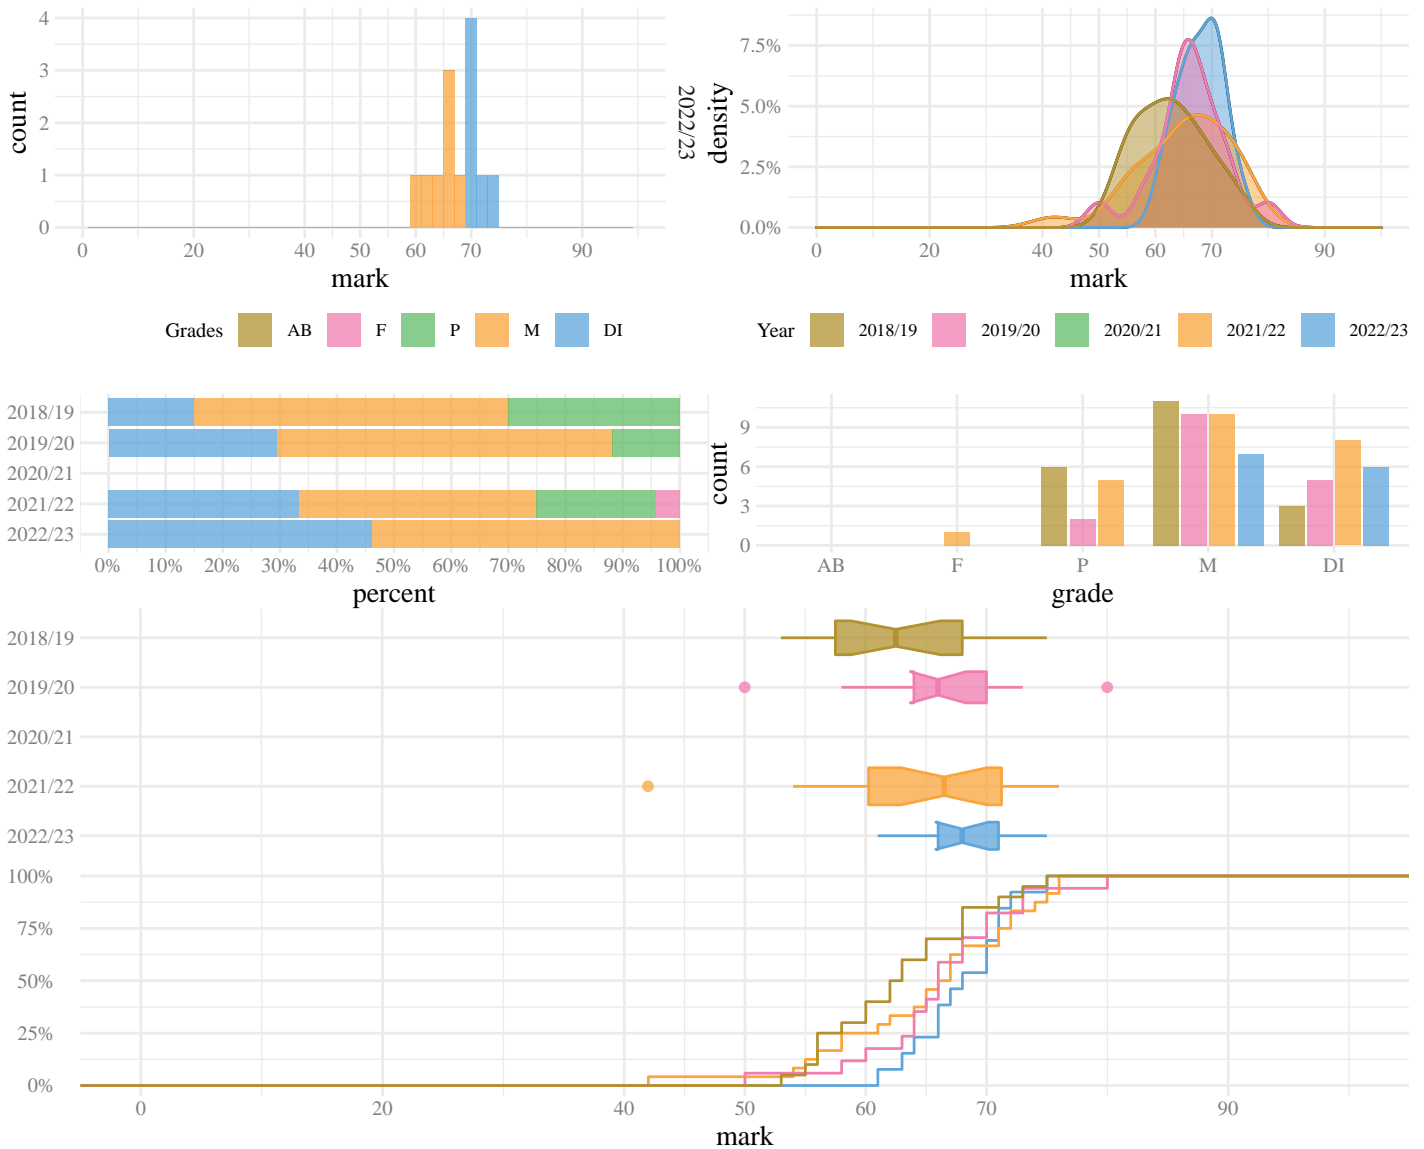 4
3
2
1
0
count
0 20 40 50 60 70 90
mark
2022/23
7.5%
5.0%
2.5%
0.0%
density
0 20 40 50 60 70 90
mark
Grades AB F P M DI
Year 2018/19 2019/20 2020/21 2021/22 2022/23
2018/19
2019/20
2020/21
2021/22
2022/23
0% 10% 20% 30% 40% 50% 60% 70% 80% 90% 100%
percent
9
6
3
0
count
AB F P M DI
grade
2018/19
2019/20
2020/21
2021/22
2022/23
100%
75%
50%
25%
0%
0 20 40 50 60 70 90
mark